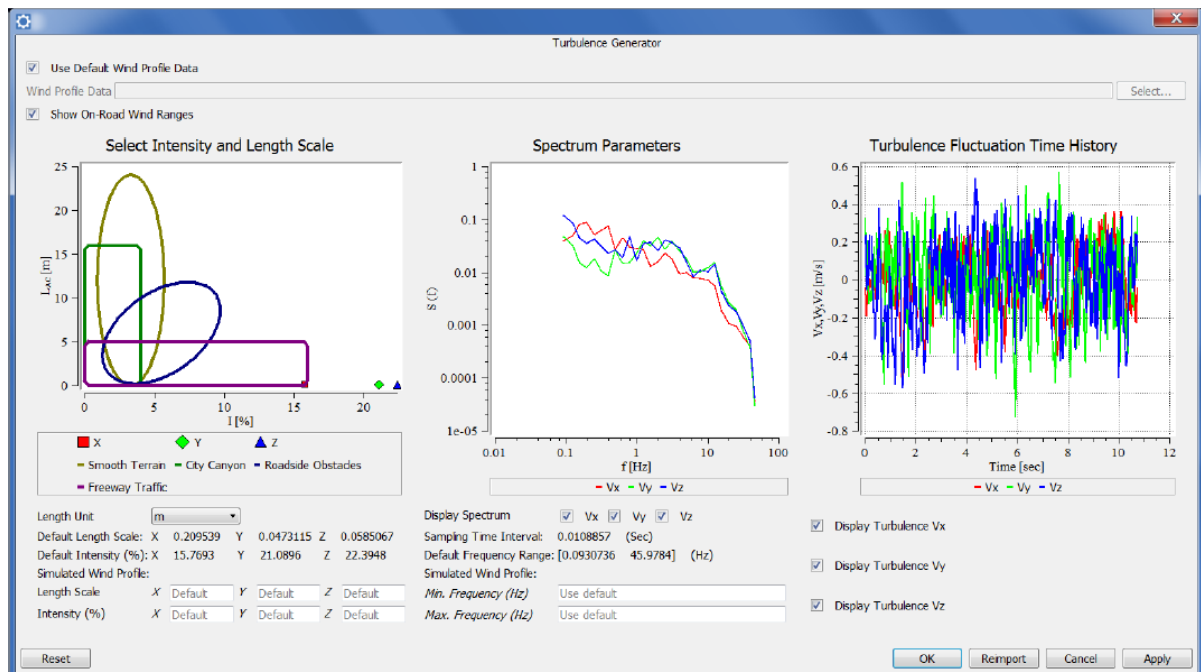 Turbulence Generator
Use Default Wind Profile Data
Wind Profile Data Select...
Show On-Road Wind Ranges
Select Intensity and Length Scale
25
20
15
10
5
0
LAC [m]
0 5 10 15 20
I [%]
X Y Z
Smooth Terrain City Canyon Roadside Obstacles
Freeway Traffic
Spectrum Parameters
1
0.1
0.01
0.001
0.0001
1e-05
S (f)
0.01 0.1 1 10 100
f [Hz]
Vx Vy Vz
Turbulence Fluctuation Time History
0.6
0.4
0.2
0
-0.2
-0.4
-0.6
-0.8
Vx,Vy,Vz [m/s]
0 2 4 6 8 10 12
Time [sec]
Vx Vy Vz
Length Unit m
Default Length Scale: X 0.209539 Y 0.0473115 Z 0.0585067
Default Intensity (%): X 15.7693 Y 21.0896 Z 22.3948
Simulated Wind Profile:
Length Scale X Default Y Default Z Default
Intensity (%) X Default Y Default Z Default
Display Spectrum Vx Vy Vz
Sampling Time Interval: 0.0108857 (Sec)
Default Frequency Range: [0.0930736 45.9784] (Hz)
Simulated Wind Profile:
Min. Frequency (Hz) Use default
Max. Frequency (Hz) Use default
Display Turbulence Vx
Display Turbulence Vy
Display Turbulence Vz
Reset OK Reimport Cancel Apply